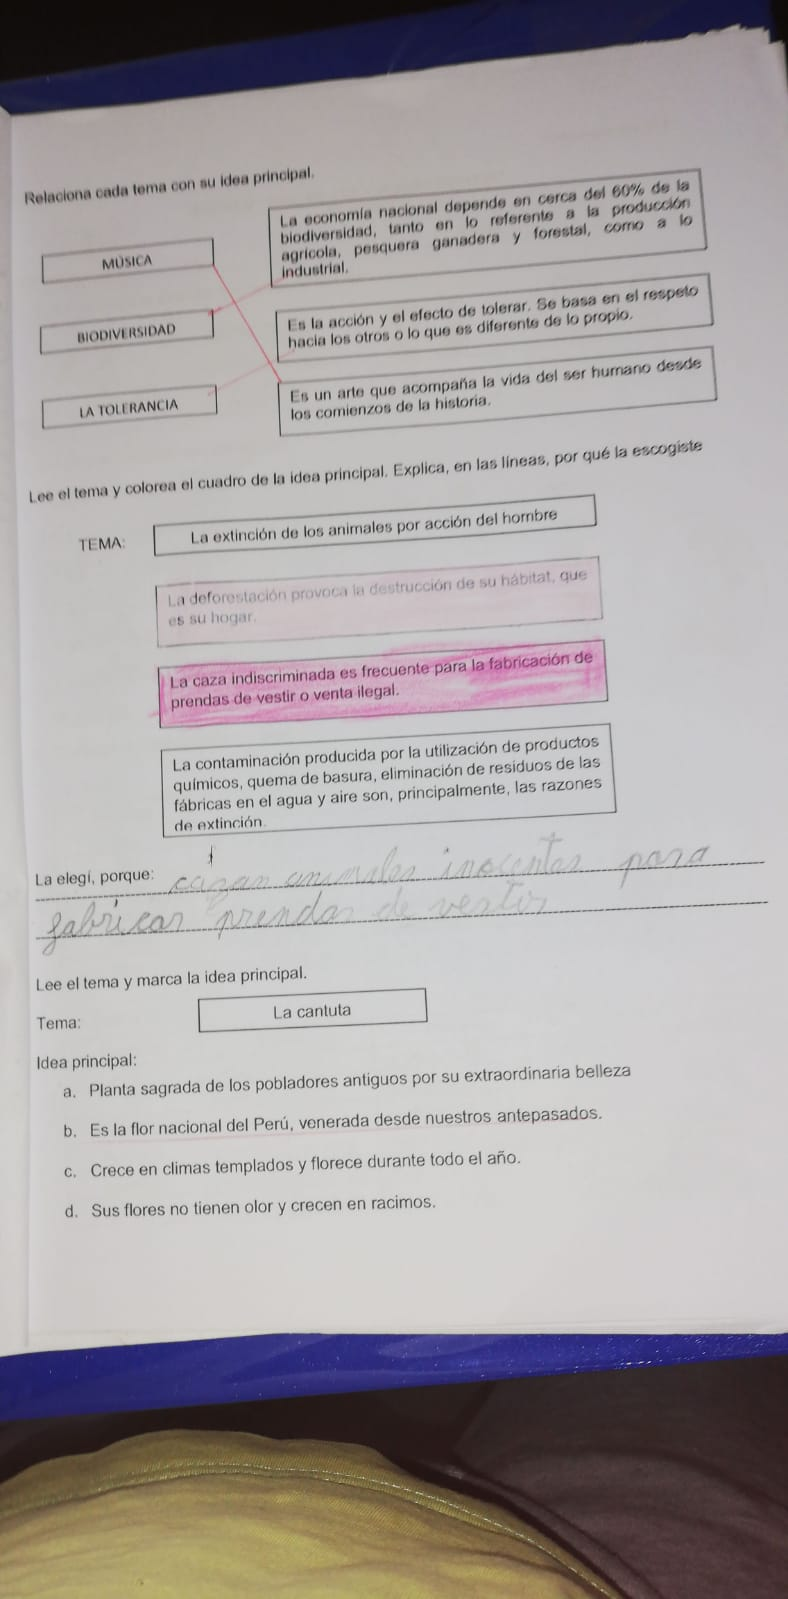 Relaciona cada tema con su idea principal.
MÚSICA
La economía nacional depende en cerca del 60% de la
biodiversidad, tanto en lo referente a la producción
agrícola, pesquera ganadera y forestal, como a lo
industrial.
BIODIVERSIDAD
Es la acción y el efecto de tolerar. Se basa en el respeto
hacia los otros o lo que es diferente de lo propio.
LA TOLERANCIA
Es un arte que acompaña la vida del ser humano desde
los comienzos de la historia.
Lee el tema y colorea el cuadro de la idea principal. Explica, en las líneas, por qué la escogiste
TEMA:
La extinción de los animales por acción del hombre
La deforestación provoca la destrucción de su hábitat, que
es su hogar.
La caza indiscriminada es frecuente para la fabricación de
prendas de vestir o venta ilegal.
La contaminación producida por la utilización de productos
químicos, quema de basura, eliminación de residuos de las
fábricas en el agua y aire son, principalmente, las razones
de extinción.
La elegí, porque: cazan animales inocentes para
fabricar prendas de vestir
Lee el tema y marca la idea principal.
Tema:
La cantuta
Idea principal:
a. Planta sagrada de los pobladores antiguos por su extraordinaria belleza
b. Es la flor nacional del Perú, venerada desde nuestros antepasados.
c. Crece en climas templados y florece durante todo el año.
d. Sus flores no tienen olor y crecen en racimos.